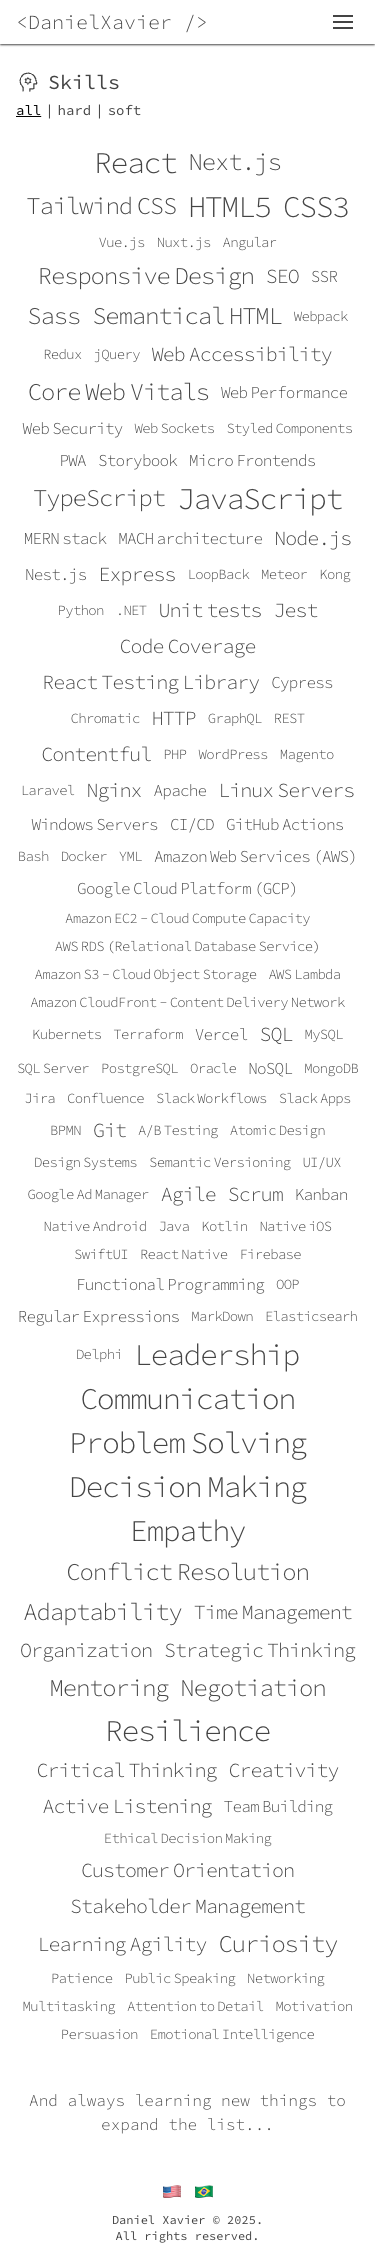 <DanielXavier />
Skills
all | hard | soft
React Next.js
Tailwind CSS HTML5 CSS3
Vue.js Nuxt.js Angular
Responsive Design SEO SSR
Sass Semantical HTML Webpack
Redux jQuery Web Accessibility
Core Web Vitals Web Performance
Web Security Web Sockets Styled Components
PWA Storybook Micro Frontends
TypeScript JavaScript
MERN stack MACH architecture Node.js
Nest.js Express LoopBack Meteor Kong
Python .NET Unit tests Jest
Code Coverage
React Testing Library Cypress
Chromatic HTTP GraphQL REST
Contentful PHP WordPress Magento
Laravel Nginx Apache Linux Servers
Windows Servers CI/CD GitHub Actions
Bash Docker YML Amazon Web Services (AWS)
Google Cloud Platform (GCP)
Amazon EC2 – Cloud Compute Capacity
AWS RDS (Relational Database Service)
Amazon S3 – Cloud Object Storage AWS Lambda
Amazon CloudFront – Content Delivery Network
Kubernets Terraform Vercel SQL MySQL
SQL Server PostgreSQL Oracle NoSQL MongoDB
Jira Confluence Slack Workflows Slack Apps
BPMN Git A/B Testing Atomic Design
Design Systems Semantic Versioning UI/UX
Google Ad Manager Agile Scrum Kanban
Native Android Java Kotlin Native iOS
SwiftUI React Native Firebase
Functional Programming OOP
Regular Expressions MarkDown Elasticsearh
Delphi Leadership
Communication
Problem Solving
Decision Making
Empathy
Conflict Resolution
Adaptability Time Management
Organization Strategic Thinking
Mentoring Negotiation
Resilience
Critical Thinking Creativity
Active Listening Team Building
Ethical Decision Making
Customer Orientation
Stakeholder Management
Learning Agility Curiosity
Patience Public Speaking Networking
Multitasking Attention to Detail Motivation
Persuasion Emotional Intelligence
And always learning new things to
expand the list...
Daniel Xavier © 2025.
All rights reserved.